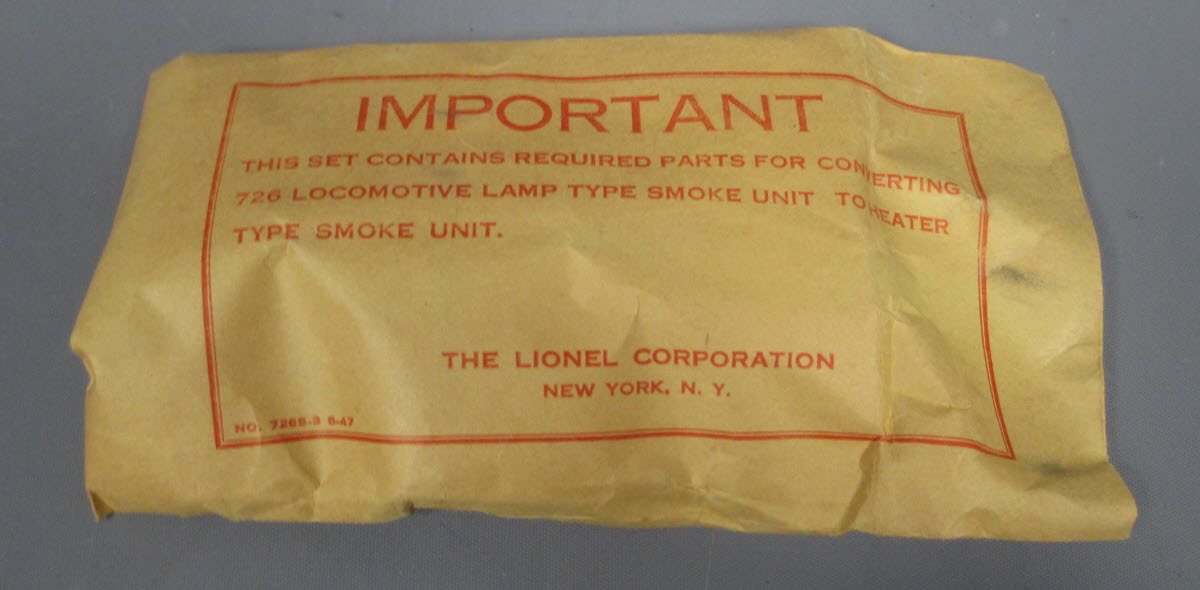 IMPORTANT
THIS SET CONTAINS REQUIRED PARTS FOR CONVERTING
726 LOCOMOTIVE LAMP TYPE SMOKE UNIT TO HEATER
TYPE SMOKE UNIT.
THE LIONEL CORPORATION
NEW YORK, N. Y.
NO. 726S-3 8-47